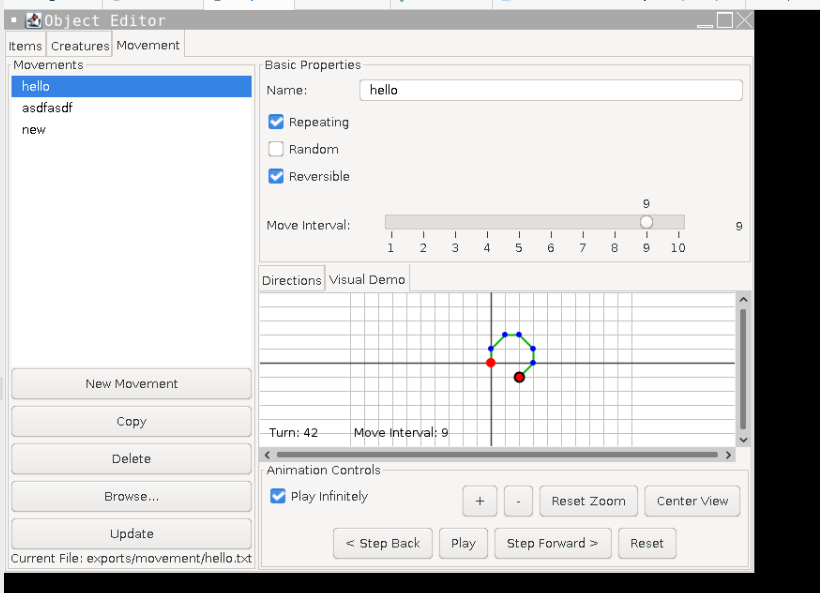 Object Editor
Items Creatures Movement
Movements
hello
asdfasdf
new
New Movement
Copy
Delete
Browse...
Update
Current File: exports/movement/hello.txt
Basic Properties
Name: hello
Repeating
Random
Reversible
9
Move Interval: 9
1 2 3 4 5 6 7 8 9 10
Directions Visual Demo
Turn: 42 Move Interval: 9
Animation Controls
Play Infinitely + - Reset Zoom Center View
< Step Back Play Step Forward > Reset